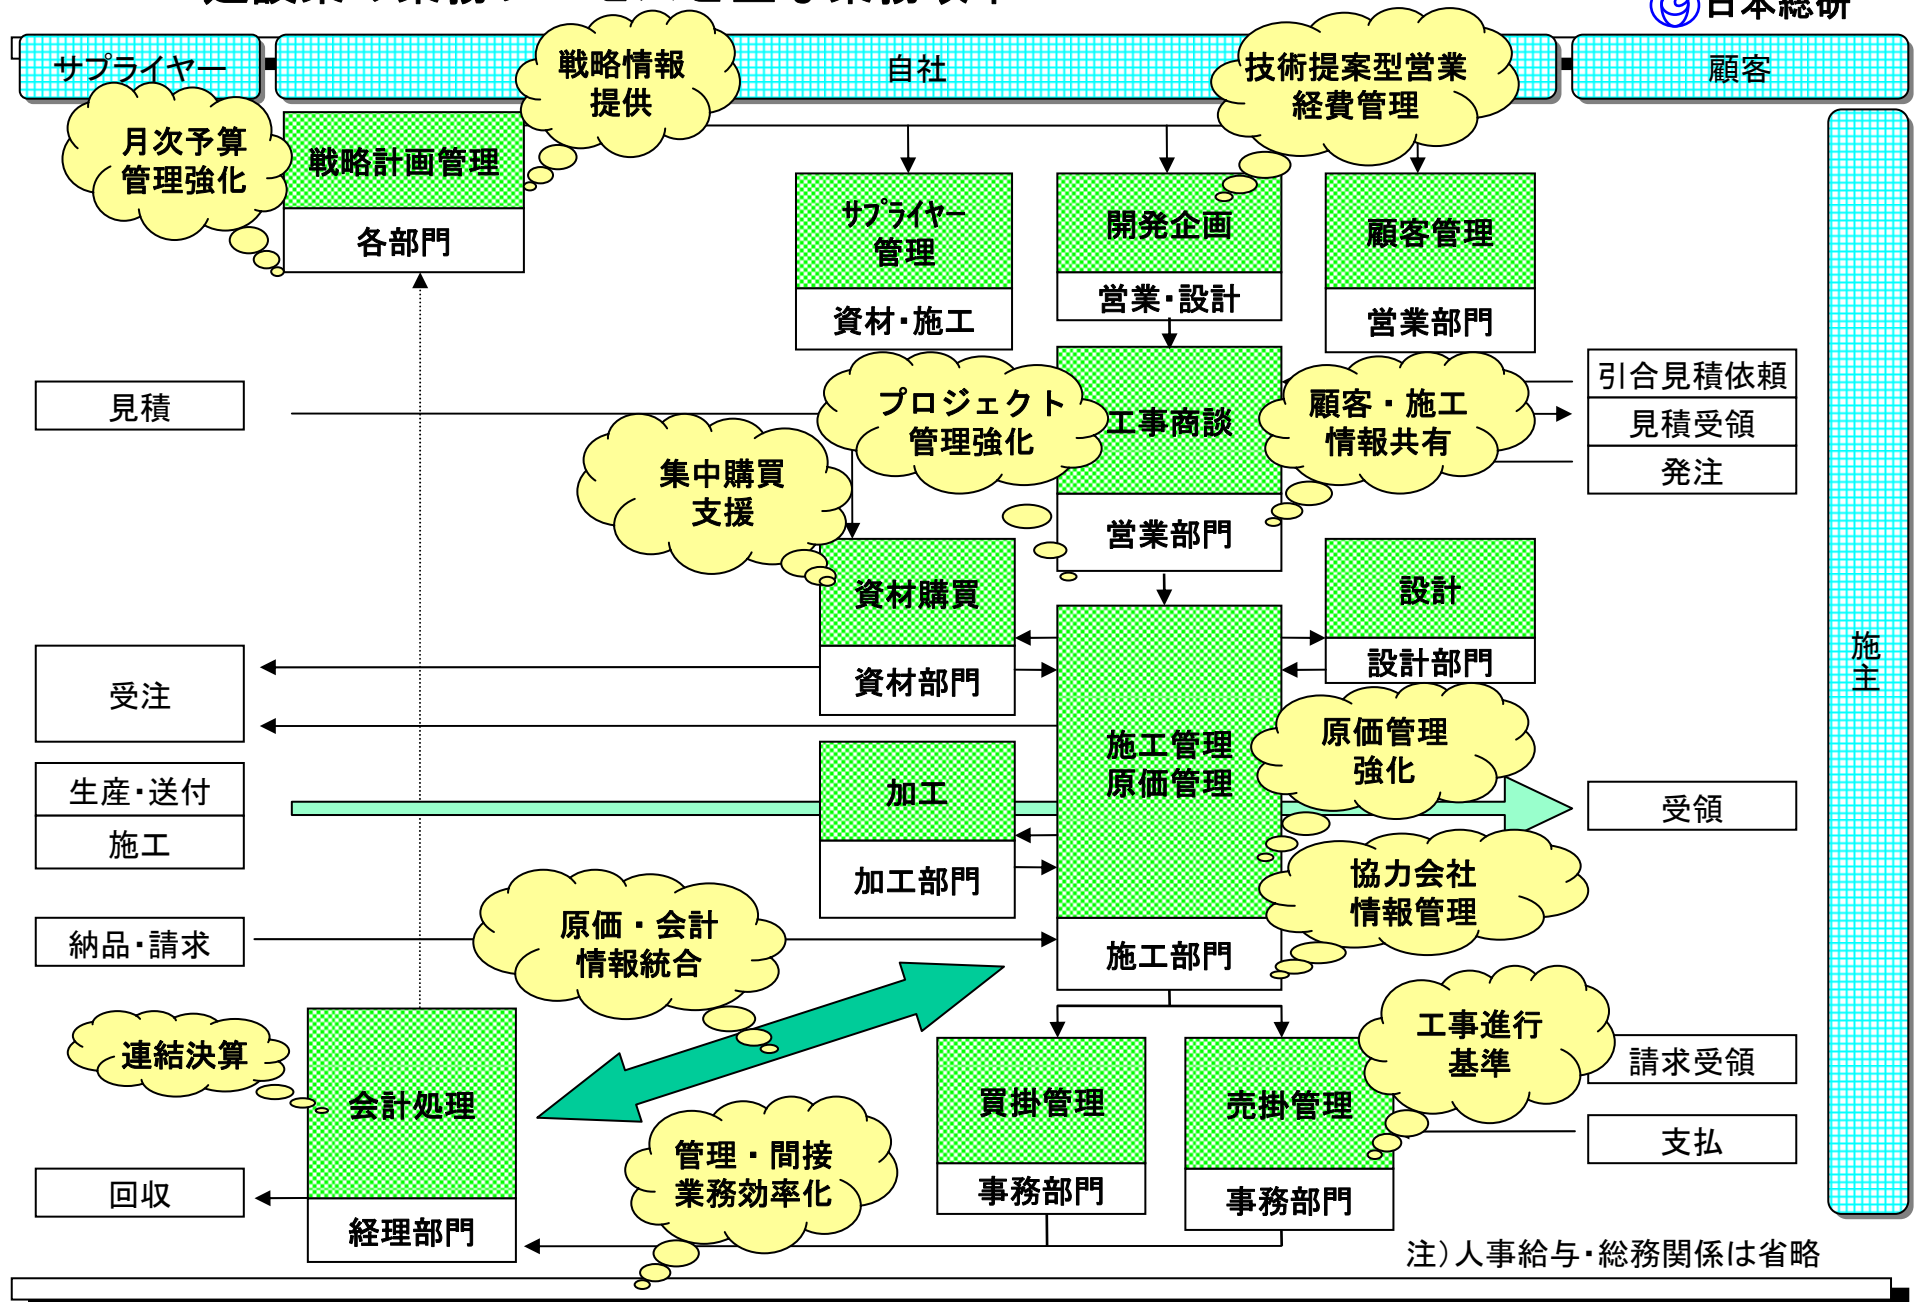 日本総研
サプライヤー
自社
顧客
戦略情報
提供
技術提案型営業
経費管理
月次予算
管理強化
戦略計画管理
各部門
サプライヤー
管理
資材・施工
開発企画
営業・設計
顧客管理
営業部門
見積
プロジェクト
管理強化
工事商談
営業部門
顧客・施工
情報共有
引合見積依頼
見積受領
発注
集中購買
支援
資材購買
資材部門
設計
設計部門
施主
受注
施工管理
原価管理
施工部門
原価管理
強化
生産・送付
施工
加工
加工部門
受領
協力会社
情報管理
納品・請求
原価・会計
情報統合
連結決算
会計処理
経理部門
買掛管理
事務部門
売掛管理
事務部門
工事進行
基準
請求受領
支払
管理・間接
業務効率化
回収
注）人事給与・総務関係は省略